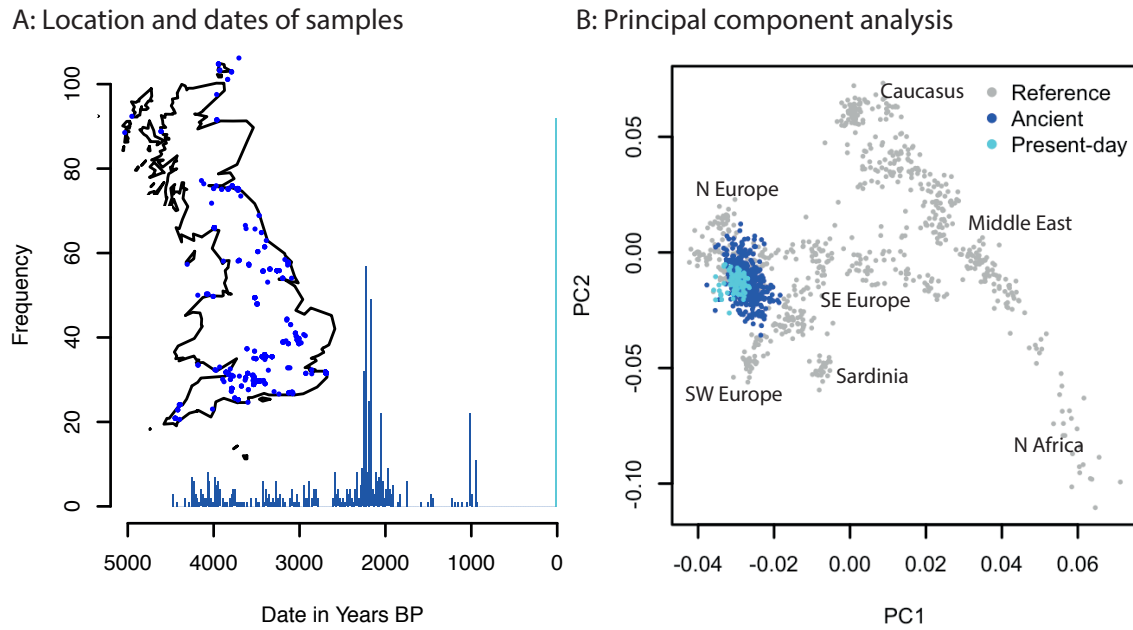 A: Location and dates of samples
Frequency
0
20
40
60
80
100
5000
4000
3000
2000
1000
0
Date in Years BP
B: Principal component analysis
PC2
0.05
0.00
-0.05
-0.10
Caucasus
Reference
Ancient
Present-day
N Europe
Middle East
SE Europe
Sardinia
SW Europe
N Africa
-0.04
-0.02
0.00
0.02
0.04
0.06
PC1